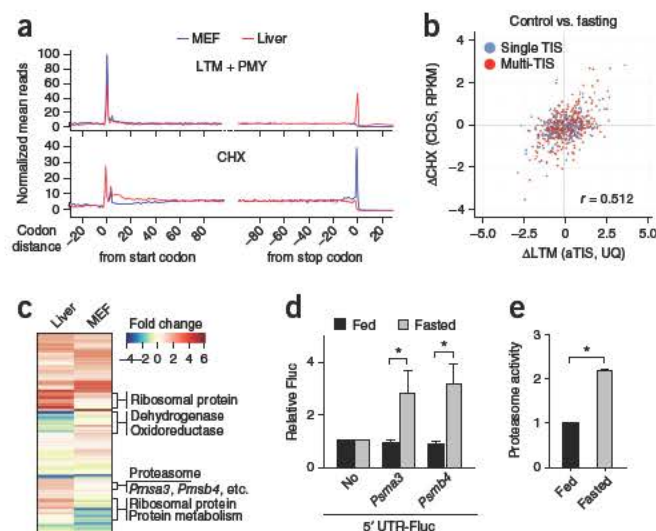 a
MEF Liver
LTM + PMY
Normalized mean reads
100
80
60
40
20
0
CHX
40
30
20
10
0
Codon distance
−20 0 20 40 60 80
from start codon
−80 −60 −40 −20 0 20
from stop codon
b
Control vs. fasting
Single TIS
Multi-TIS
ΔCHX (CDS, RPKM)
4
2
0
−2
−4
r = 0.512
−5.0 −2.5 0 2.5 5.0
ΔLTM (aTIS, UQ)
c
Liver MEF
Fold change
−4 −2 0 2 4 6
Ribosomal protein
Dehydrogenase
Oxidoreductase
Proteasome
Pmsa3, Pmsb4, etc.
Ribosomal protein
Protein metabolism
d
Fed Fasted
Relative Fluc
6
4
2
0
* *
No Psma3 Psmb4
5′ UTR-Fluc
e
Proteasome activity
3
2
1
0
*
Fed Fasted